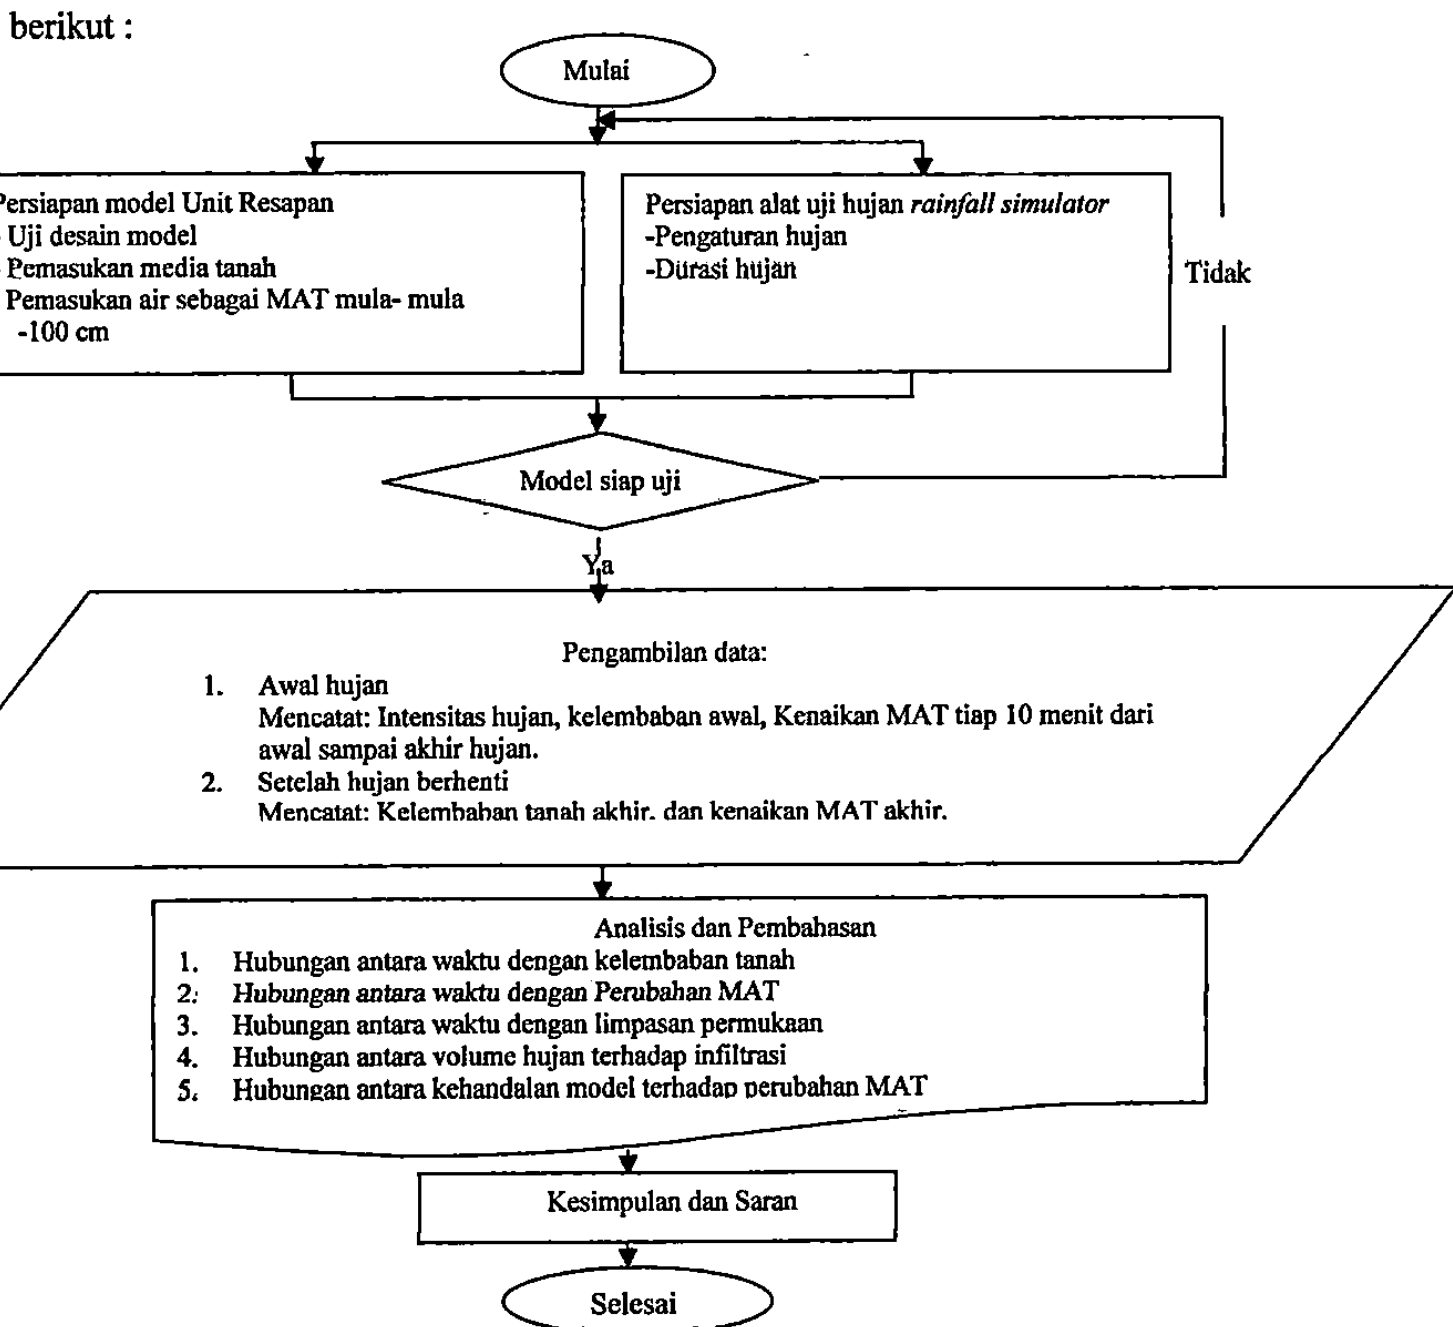 berikut :
Mulai
Persiapan model Unit Resapan
- Uji desain model
- Pemasukan media tanah
Pemasukan air sebagai MAT mula- mula
-100 cm
Persiapan alat uji hujan rainfall simulator
-Pengaturan hujan
-Durasi hujan
Tidak
Model siap uji
Ya
Pengambilan data:
1. Awal hujan
Mencatat: Intensitas hujan, kelembaban awal, Kenaikan MAT tiap 10 menit dari
awal sampai akhir hujan.
2. Setelah hujan berhenti
Mencatat: Kelembaban tanah akhir. dan kenaikan MAT akhir.
Analisis dan Pembahasan
1. Hubungan antara waktu dengan kelembaban tanah
2. Hubungan antara waktu dengan Perubahan MAT
3. Hubungan antara waktu dengan limpasan permukaan
4. Hubungan antara volume hujan terhadap infiltrasi
5. Hubungan antara kehandalan model terhadap perubahan MAT
Kesimpulan dan Saran
Selesai